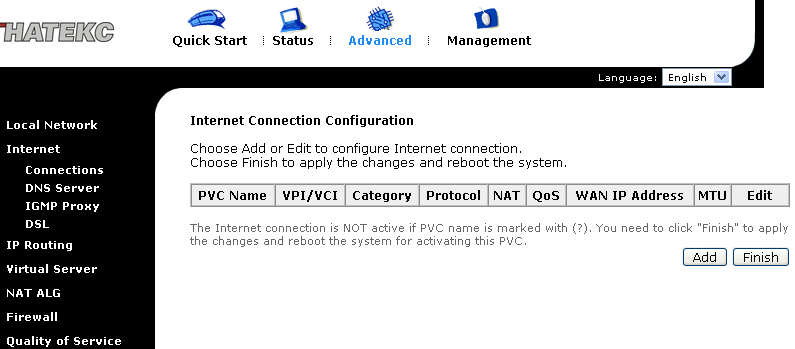 HATEKC
Quick Start Status Advanced Management
Language: English
Local Network
Internet
Connections
DNS Server
IGMP Proxy
DSL
IP Routing
Virtual Server
NAT ALG
Firewall
Quality of Service
Internet Connection Configuration
Choose Add or Edit to configure Internet connection.
Choose Finish to apply the changes and reboot the system.
PVC Name VPI/VCI Category Protocol NAT QoS WAN IP Address MTU Edit
The Internet connection is NOT active if PVC name is marked with (?). You need to click "Finish" to apply
the changes and reboot the system for activating this PVC.
Add Finish